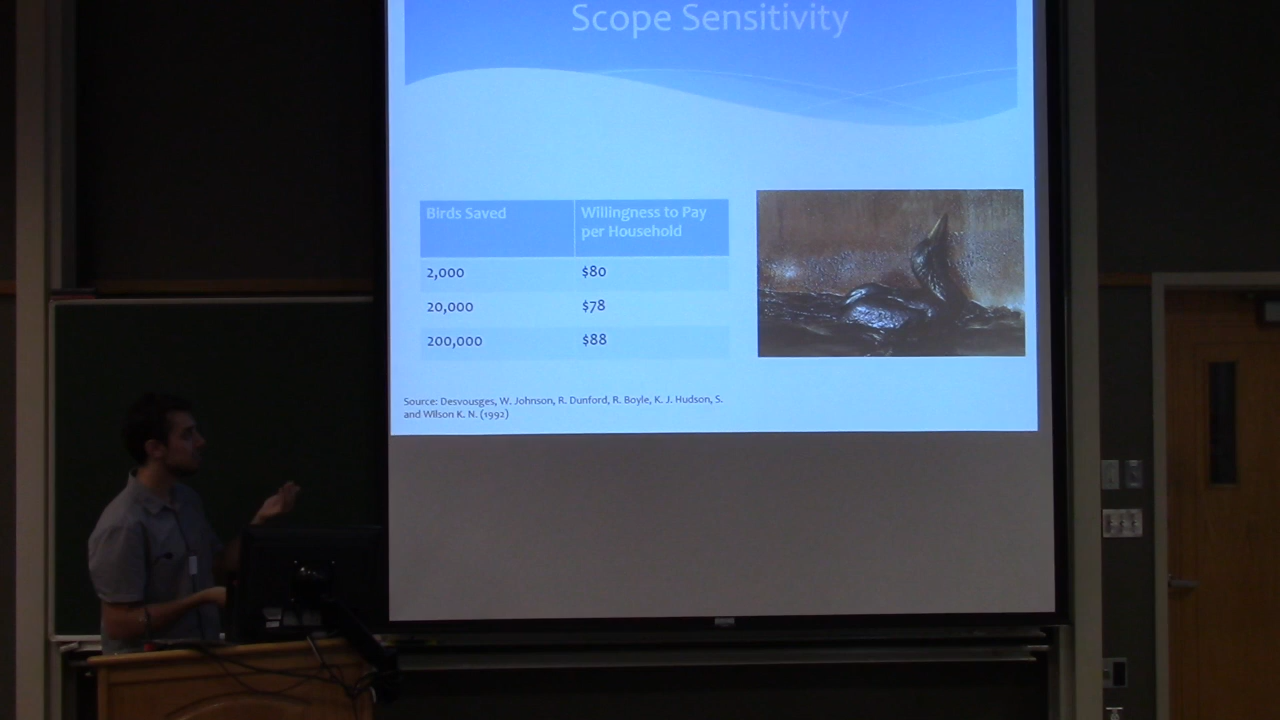 Scope Sensitivity
Birds Saved
Willingness to Pay
per Household
2,000
$80
20,000
$78
200,000
$88
Source: Desvousges, W. Johnson, R. Dunford, R. Boyle, K. J. Hudson, S.
and Wilson K. N. (1992)